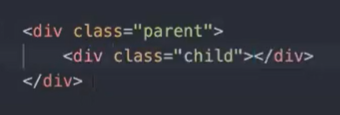 <div class="parent">
    <div class="child"></div>
</div>